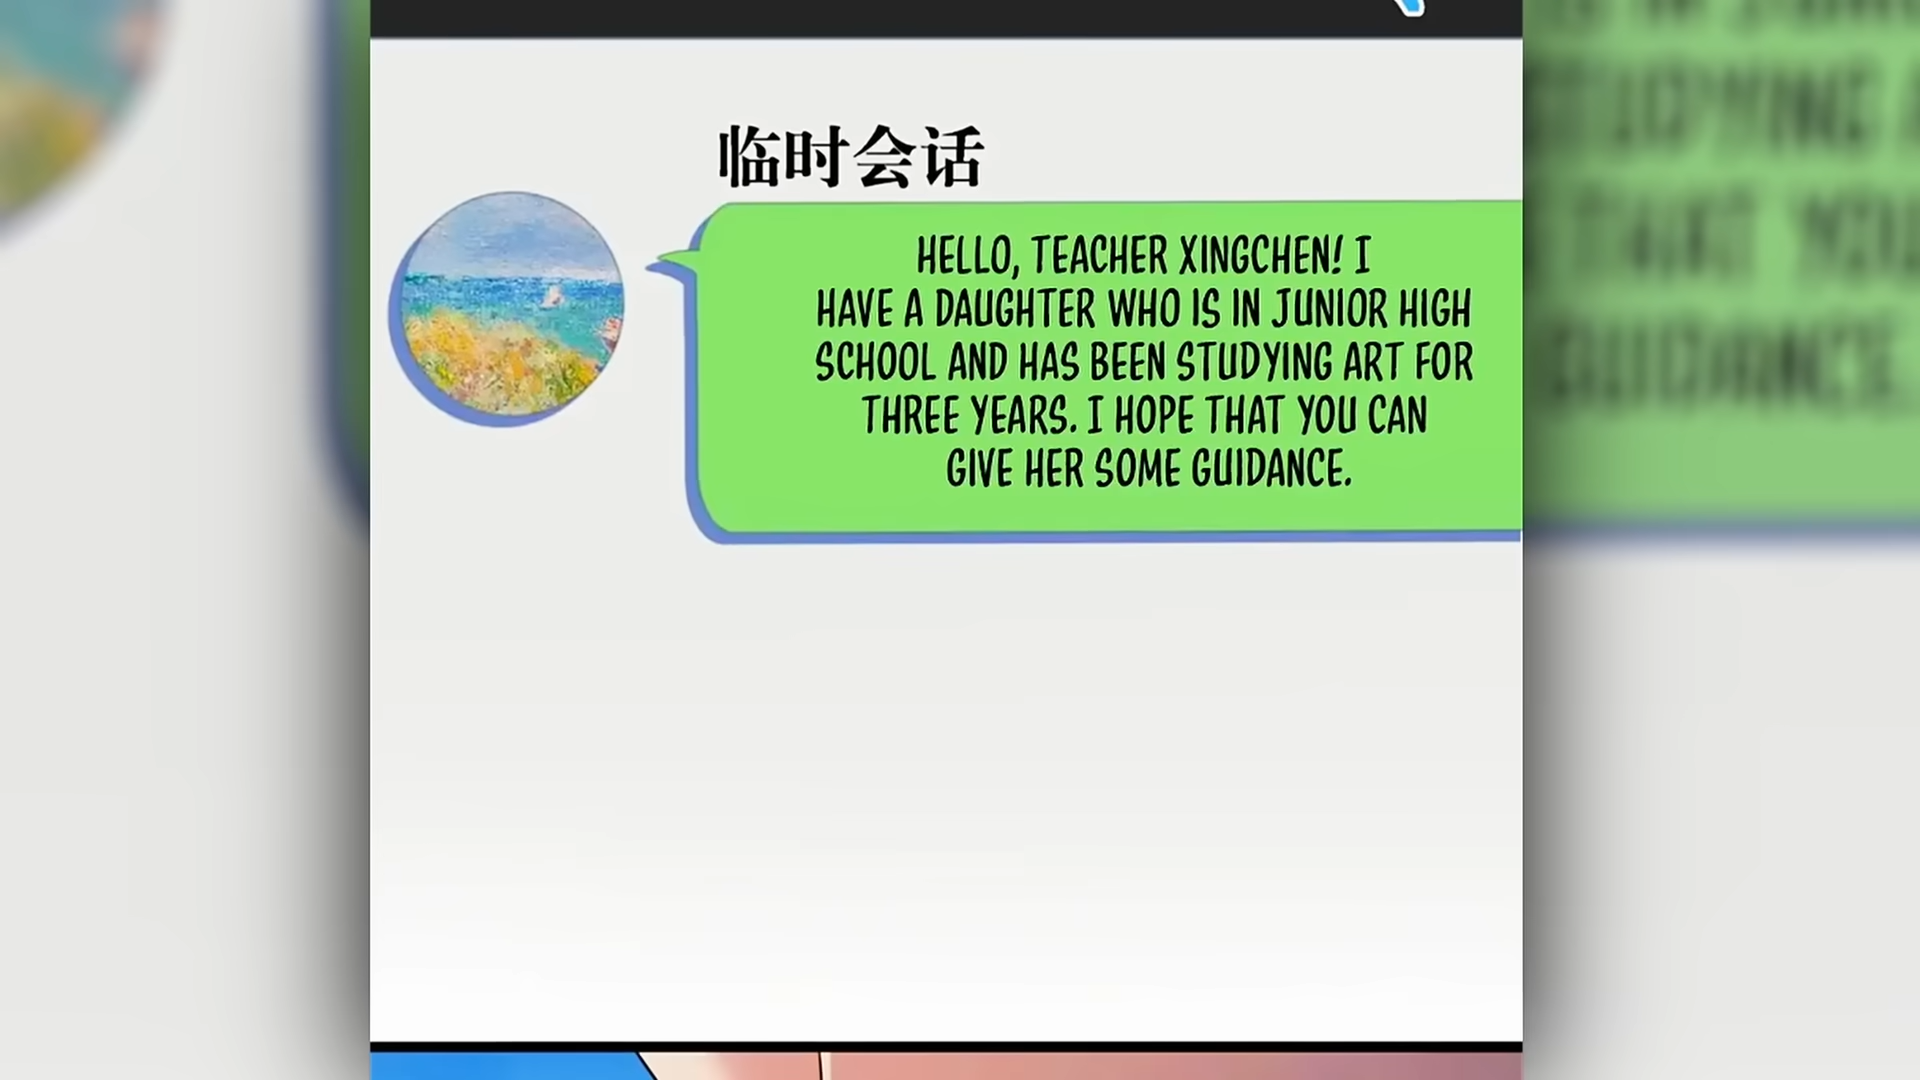 临时会话
HELLO, TEACHER XINGCHEN! I
HAVE A DAUGHTER WHO IS IN JUNIOR HIGH
SCHOOL AND HAS BEEN STUDYING ART FOR
THREE YEARS. I HOPE THAT YOU CAN
GIVE HER SOME GUIDANCE.